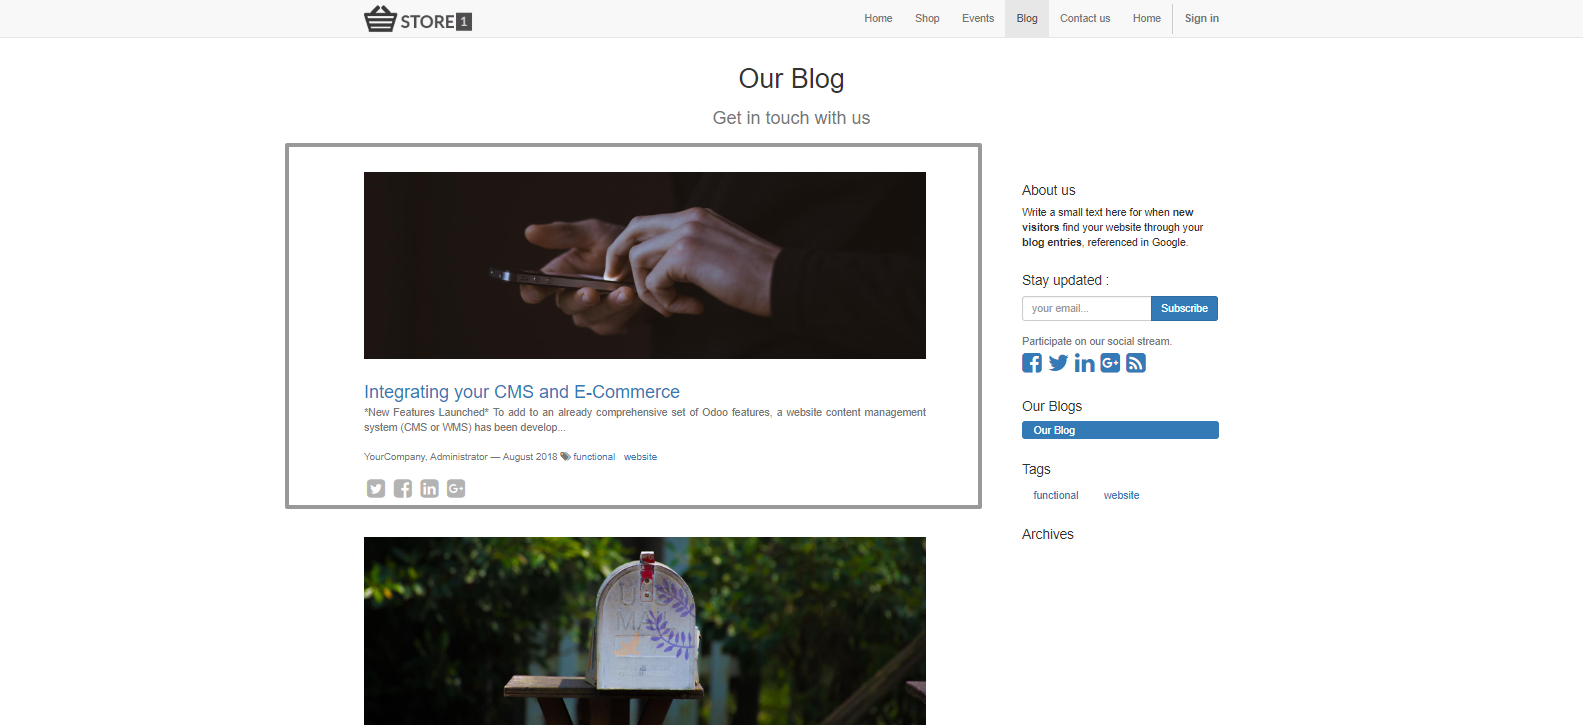 STORE 1
Home Shop Events Blog Contact us Home Sign in
Our Blog
Get in touch with us
Integrating your CMS and E-Commerce
*New Features Launched* To add to an already comprehensive set of Odoo features, a website content management
system (CMS or WMS) has been develop...
YourCompany, Administrator — August 2018 functional website
U
MA
About us
Write a small text here for when new
visitors find your website through your
blog entries, referenced in Google.
Stay updated :
your email... Subscribe
Participate on our social stream.
Our Blogs
Our Blog
Tags
functional website
Archives